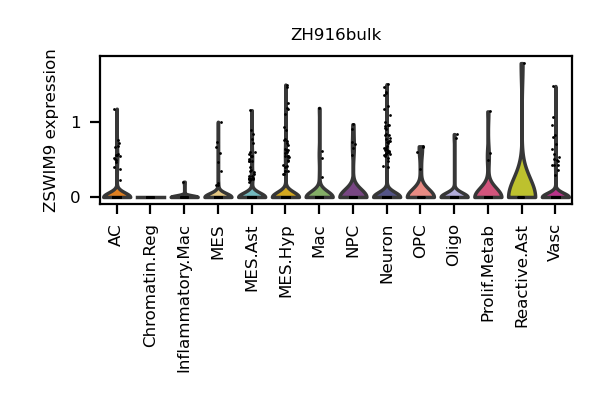 ZH916bulk
ZSWIM9 expression
1
0
AC
Chromatin.Reg
Inflammatory.Mac
MES
MES.Ast
MES.Hyp
Mac
NPC
Neuron
OPC
Oligo
Prolif.Metab
Reactive.Ast
Vasc